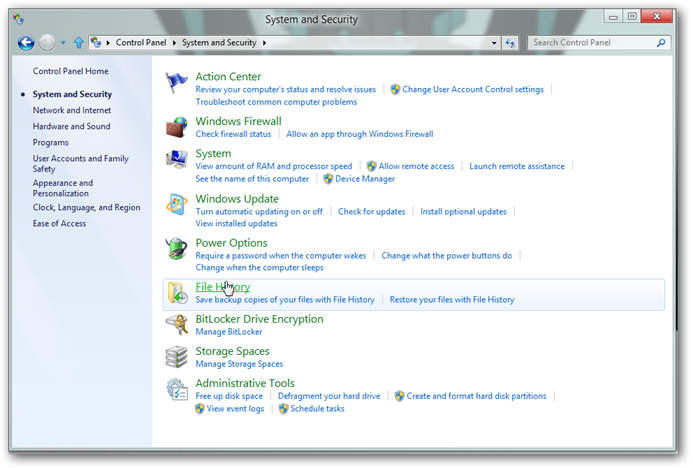 System and Security
Control Panel System and Security
Search Control Panel
Control Panel Home
System and Security
Network and Internet
Hardware and Sound
Programs
User Accounts and Family
Safety
Appearance and
Personalization
Clock, Language, and Region
Ease of Access
Action Center
Review your computer's status and resolve issues Change User Account Control settings
Troubleshoot common computer problems
Windows Firewall
Check firewall status Allow an app through Windows Firewall
System
View amount of RAM and processor speed Allow remote access Launch remote assistance
See the name of this computer Device Manager
Windows Update
Turn automatic updating on or off Check for updates Install optional updates
View installed updates
Power Options
Require a password when the computer wakes Change what the power buttons do
Change when the computer sleeps
File History
Save backup copies of your files with File History Restore your files with File History
BitLocker Drive Encryption
Manage BitLocker
Storage Spaces
Manage Storage Spaces
Administrative Tools
Free up disk space Defragment your hard drive Create and format hard disk partitions
View event logs Schedule tasks